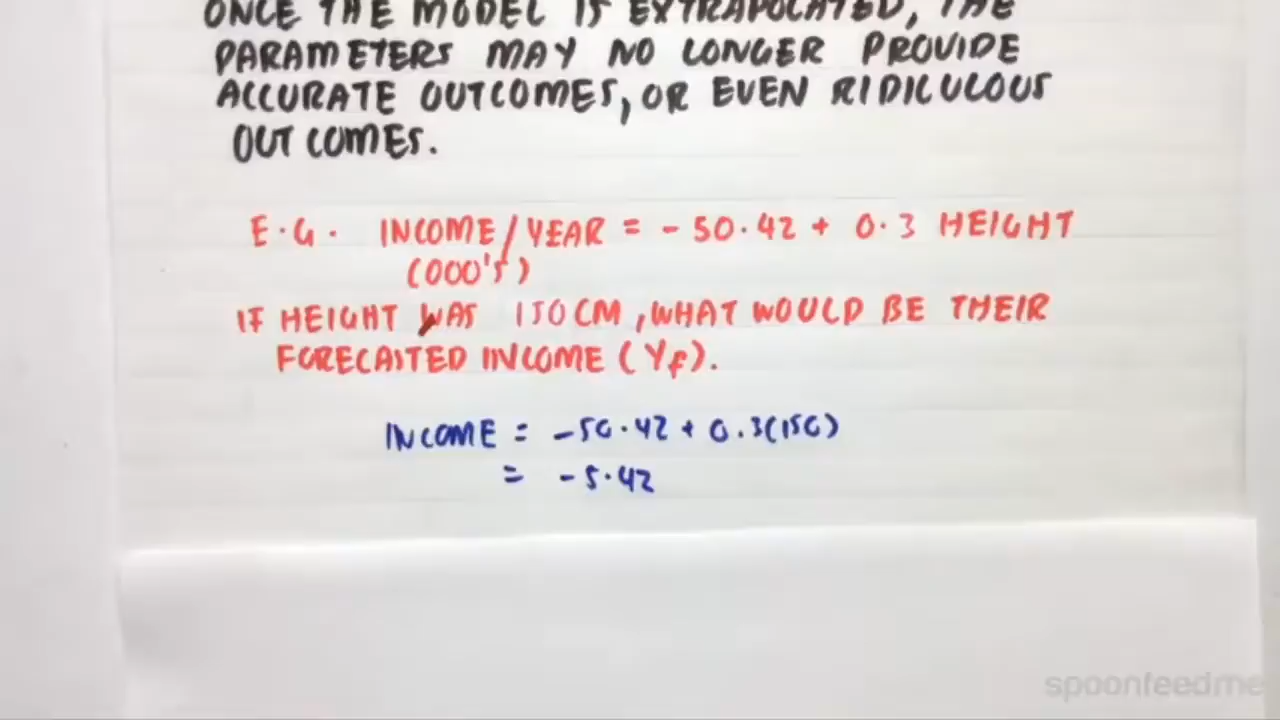 ONCE THE MODEL IS EXTRAPOLATED, THE
PARAMETERS MAY NO LONGER PROVIDE
ACCURATE OUTCOMES, OR EVEN RIDICULOUS
OUTCOMES.
E.G. INCOME/YEAR = -50.42 + 0.3 HEIGHT
(000's)
IF HEIGHT WAS 150CM, WHAT WOULD BE THEIR
FORECASTED INCOME (Yf).
INCOME = -50.42 + 0.3(150)
= -5.42
spoonfeedme